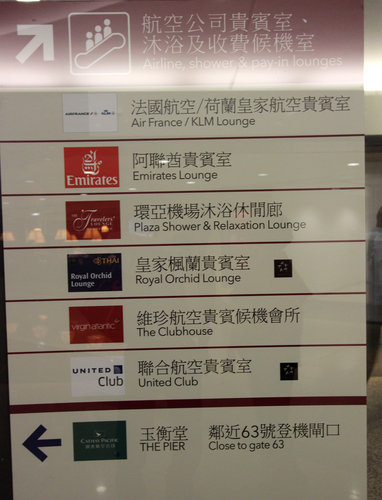 航空公司貴賓室、
沐浴及收費候機室
Airline, shower & pay-in lounges
AIRFRANCE KLM
法國航空/荷蘭皇家航空貴賓室
Air France / KLM Lounge
Emirates
阿聯酋貴賓室
Emirates Lounge
THE Travelers' LOUNGE
環亞機場沐浴休閒廊
Plaza Shower & Relaxation Lounge
THAI
Royal Orchid
Lounge
皇家楓蘭貴賓室
Royal Orchid Lounge
virgin atlantic
維珍航空貴賓候機會所
The Clubhouse
UNITED
Club
聯合航空貴賓室
United Club
CATHAY PACIFIC
國泰航空公司
玉衡堂 鄰近63號登機閘口
THE PIER Close to gate 63